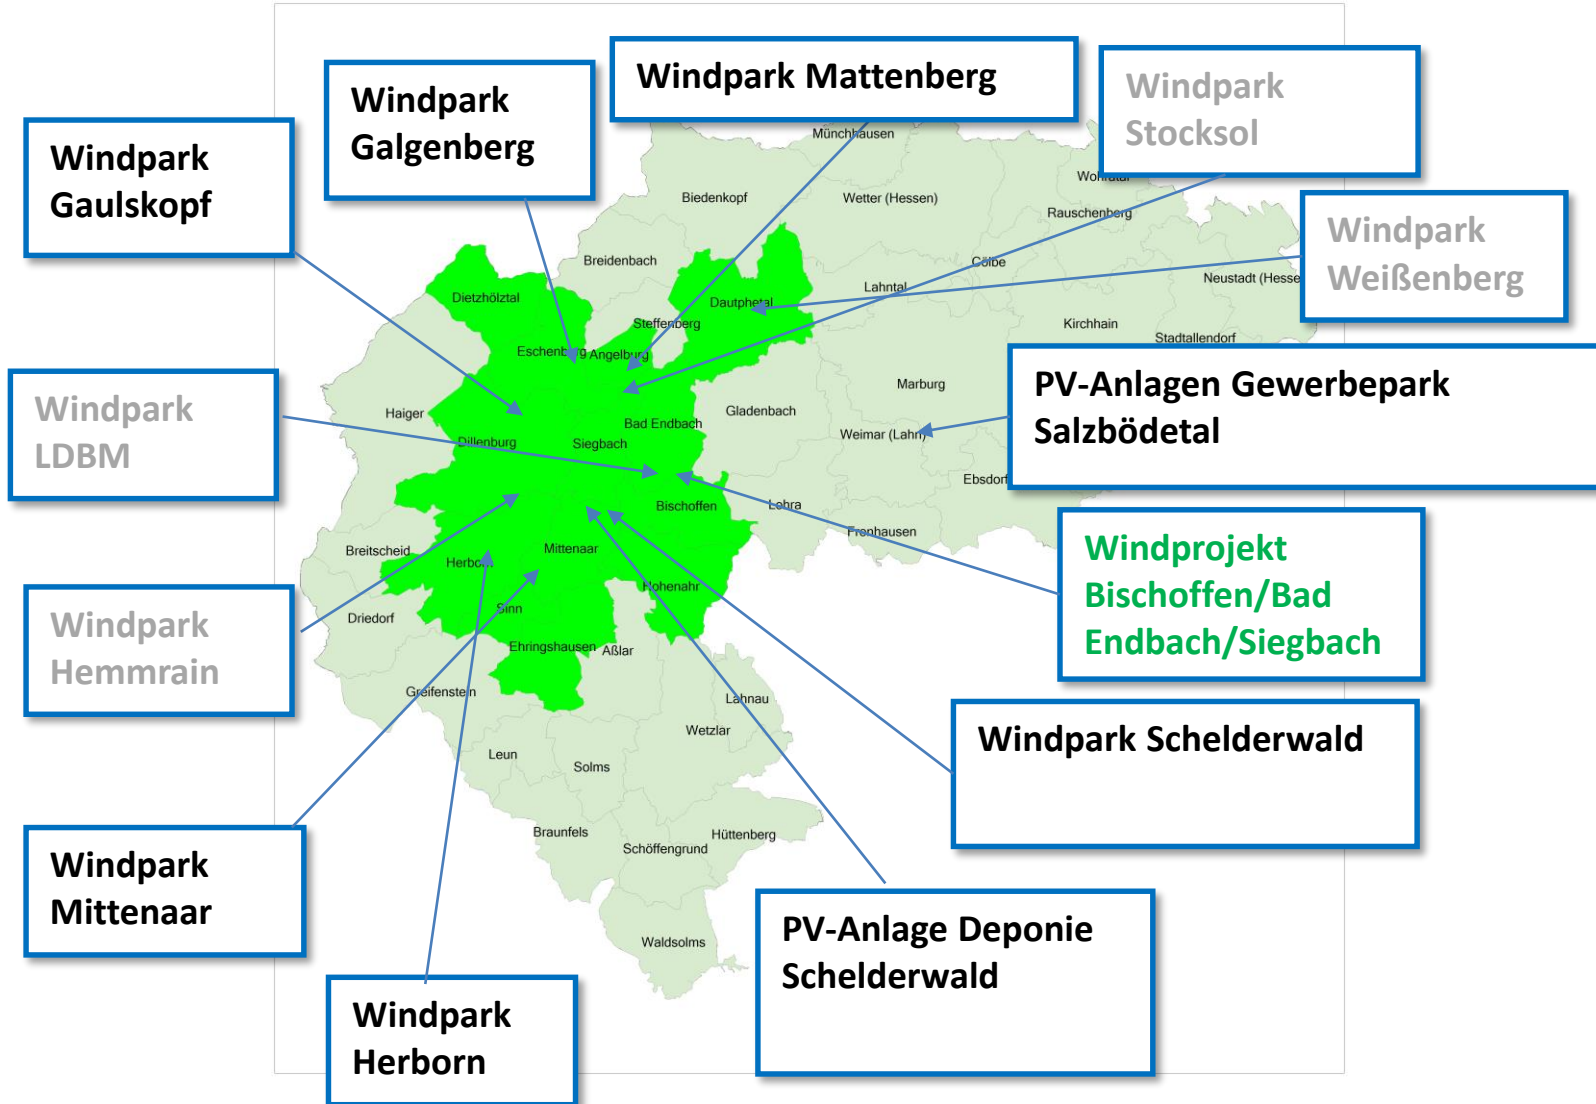 Windpark Mattenberg
Windpark
Stocksol
Windpark
Galgenberg
Windpark
Gaulskopf
Windpark
Weißenberg
Windpark
LDBM
PV-Anlagen Gewerbepark
Salzbödetal
Windprojekt
Bischoffen/Bad
Endbach/Siegbach
Windpark
Hemmrain
Windpark Schelderwald
Windpark
Mittenaar
PV-Anlage Deponie
Schelderwald
Windpark
Herborn
Münchhausen
Biedenkopf
Wetter (Hessen)
Rauschenberg
Breidenbach
Cölbe
Lahntal
Neustadt (Hesse
Dietzhölztal
Dautphetal
Steffenberg
Kirchhain
Stadtallendorf
Eschenberg
Angelburg
Marburg
Haiger
Gladenbach
Bad Endbach
Weimar (Lahn)
Dillenburg
Siegbach
Ebsdorf
Bischoffen
Lohra
Fronhausen
Breitscheid
Mittenaar
Herborn
Hohenahr
Driedorf
Sinn
Ehringshausen
Aßlar
Greifenstein
Lahnau
Wetzlar
Leun
Solms
Braunfels
Hüttenberg
Schöffengrund
Waldsolms